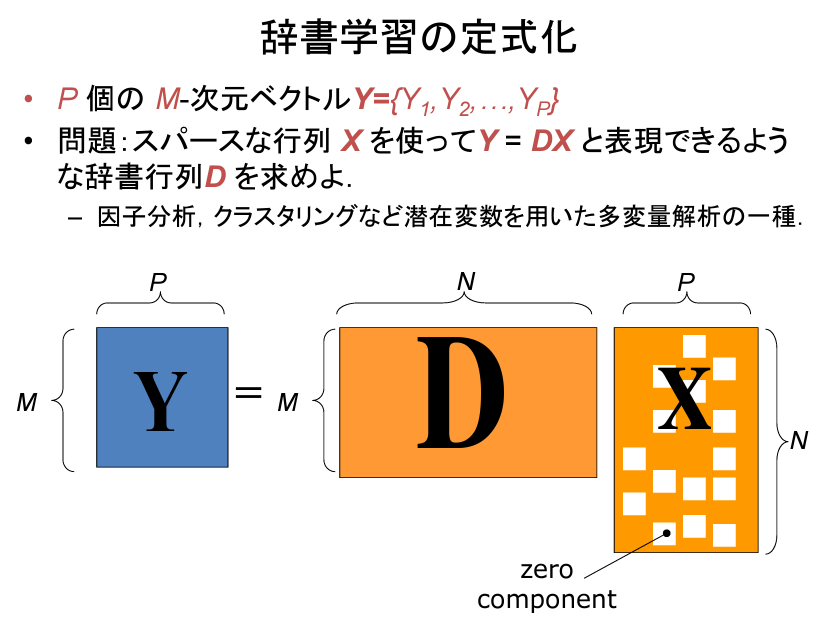 辞書学習の定式化
• P 個の M-次元ベクトルY={Y1,Y2,…,YP}
• 問題：スパースな行列 X を使ってY = DX と表現できるよう
な辞書行列D を求めよ．
– 因子分析，クラスタリングなど潜在変数を用いた多変量解析の一種．
P
N
P
M
Y
=
M
D
X
N
zero
component